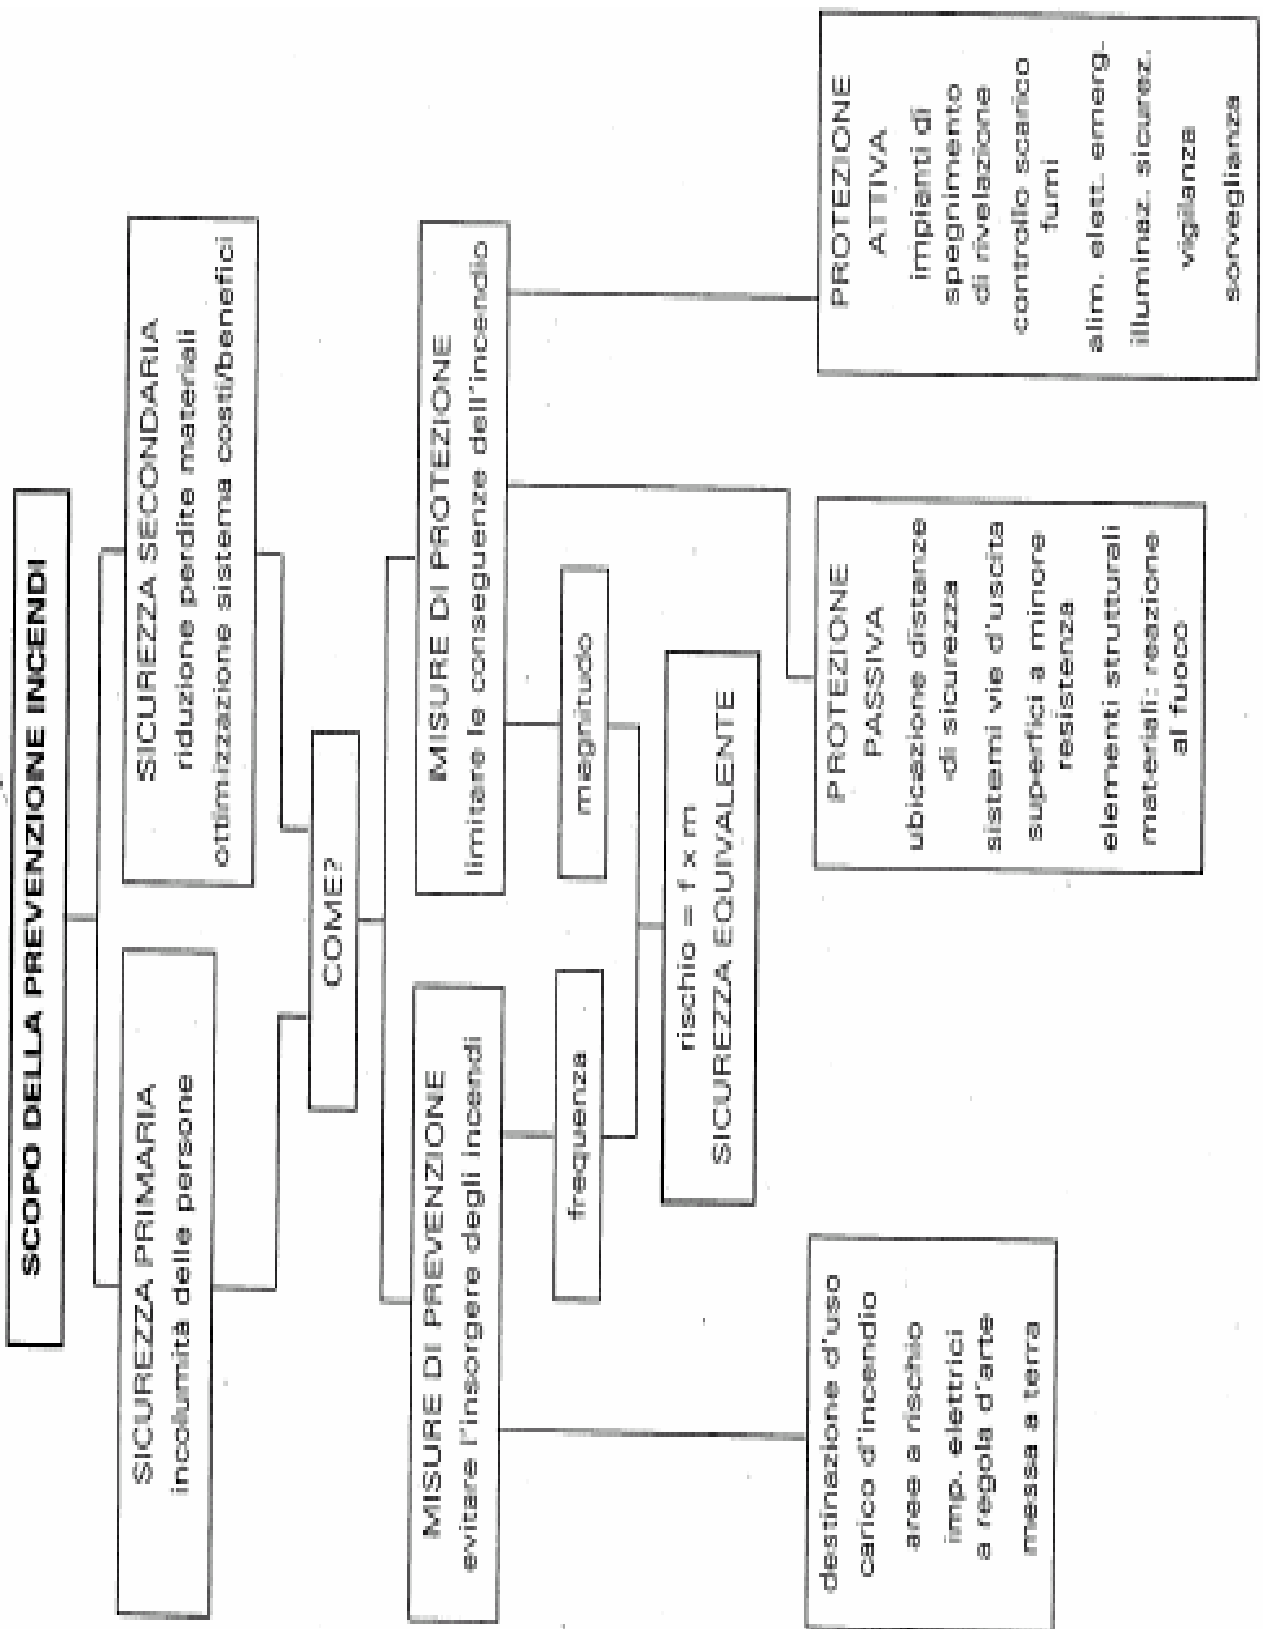 SCOPO DELLA PREVENZIONE INCENDI
SICUREZZA PRIMARIA
incolumità delle persone
SICUREZZA SECONDARIA
riduzione perdite materiali
ottimizzazione sistema costi/benefici
COME?
MISURE DI PREVENZIONE
evitare l'insorgere degli incendi
MISURE DI PROTEZIONE
limitare le conseguenze dell'incendio
frequenza
magnitudo
rischio = f x m
SICUREZZA EQUIVALENTE
destinazione d'uso
carico d'incendio
aree a rischio
imp. elettrici
a regola d'arte
messa a terra
PROTEZIONE
PASSIVA
ubicazione distanze
di sicurezza
sistemi vie d'uscita
superfici a minore
resistenza
elementi strutturali
materiali: reazione
al fuoco
PROTEZIONE
ATTIVA
impianti di
spegnimento
di rivelazione
controllo scarico
fumi
alim. elett. emerg.
illuminaz. sicurez.
vigilanza
sorveglianza